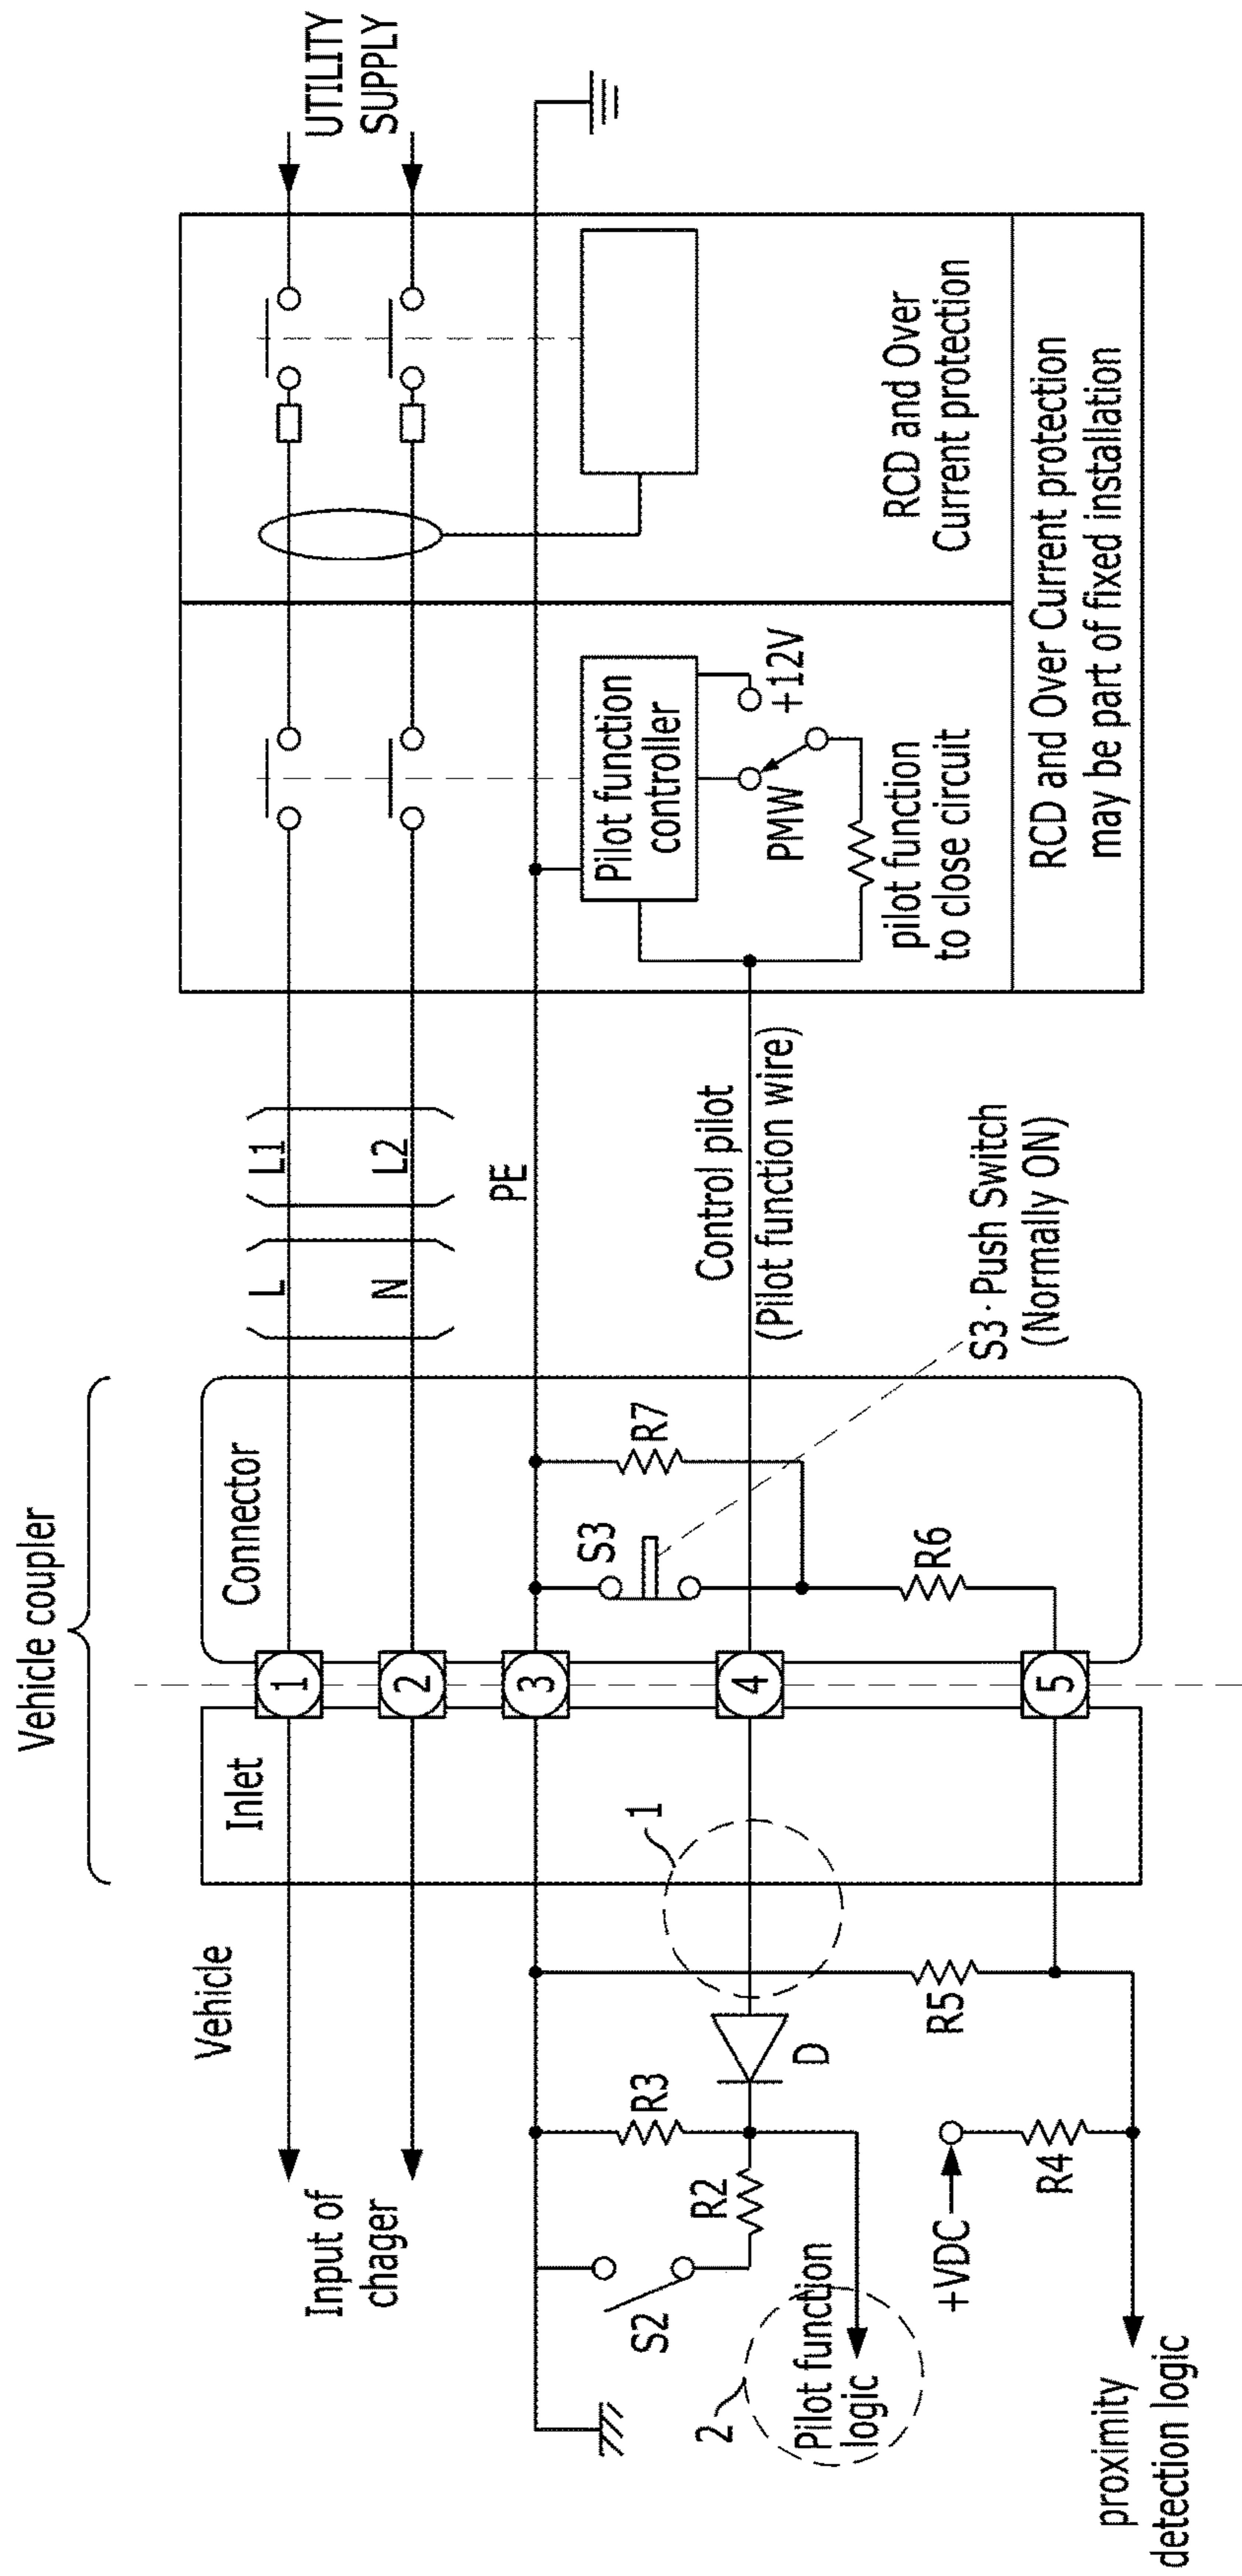 Vehicle coupler
Vehicle
Inlet
Connector
Input of
chager
L
L1
N
L2
UTILITY
SUPPLY
PE
1
2
3
4
5
S2
R2
R3
D
1
S3
R7
R6
Control pilot
(Pilot function wire)
S3 · Push Switch
(Normally ON)
2
Pilot function
logic
+VDC
R4
R5
proximity
detection logic
Pilot function
controller
PMW
+12V
pilot function
to close circuit
RCD and Over
Current protection
RCD and Over Current protection
may be part of fixed installation